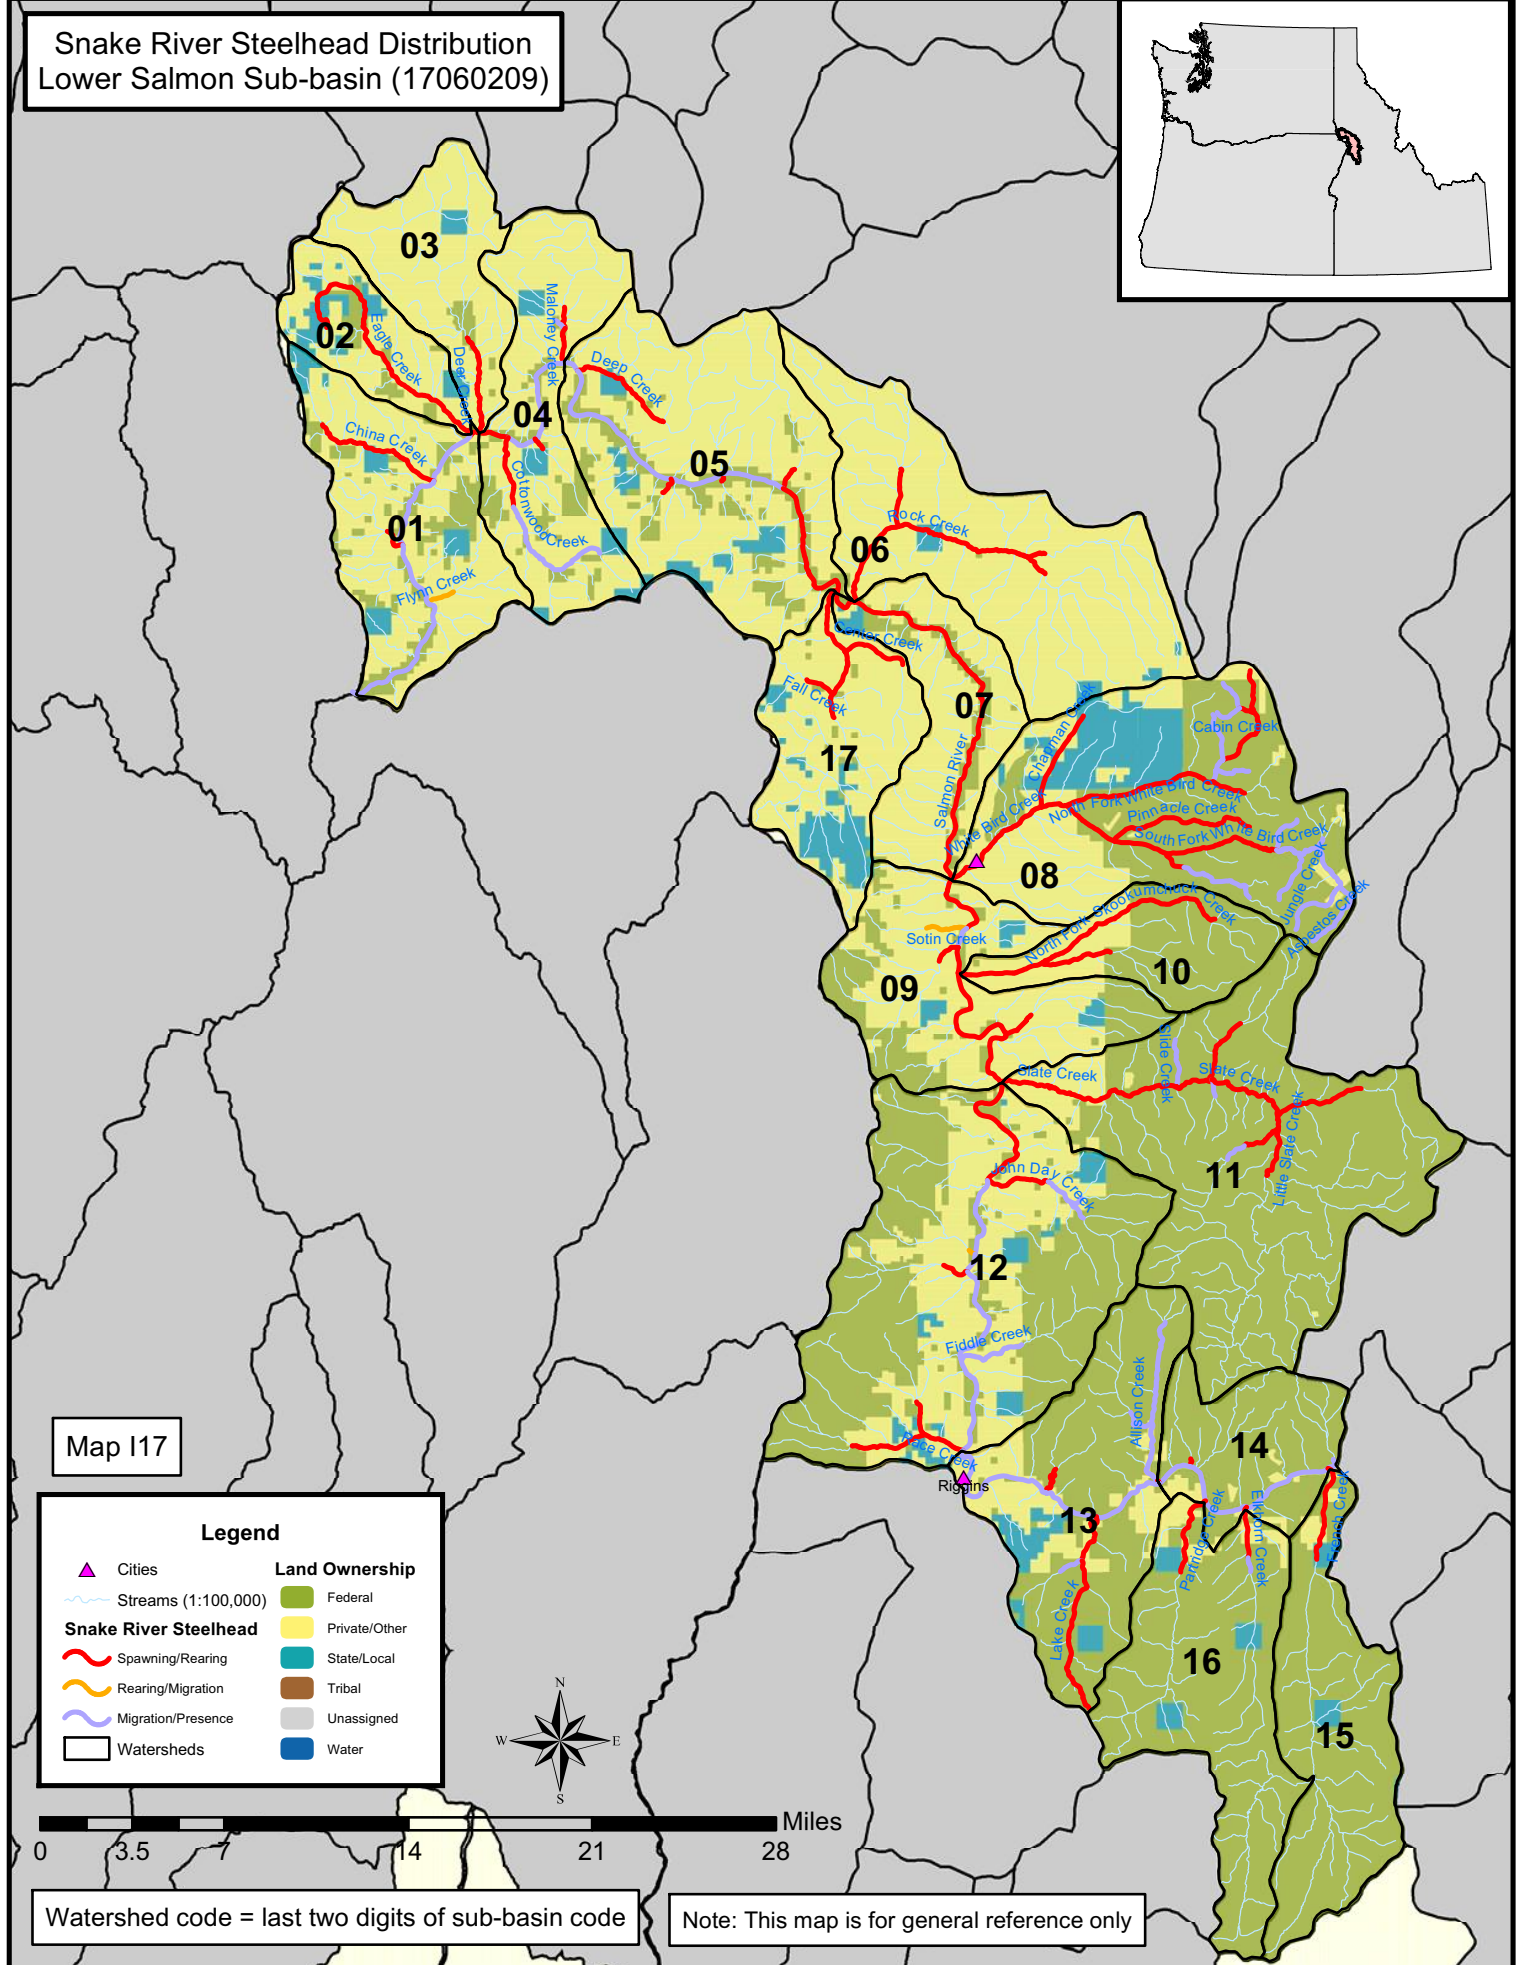 Snake River Steelhead Distribution
Lower Salmon Sub-basin (17060209)
03
02
Eagle Creek
Deer Creek
Maloney Creek
Deep Creek
04
China Creek
05
Cottonwood Creek
01
Flynn Creek
Rock Creek
06
Center Creek
Fall Creek
07
17
Salmon River
Chapman Creek
Cabin Creek
White Bird Creek
North Fork White Bird Creek
Pinnacle Creek
South Fork White Bird Creek
08
Jungle Creek
Asbestos Creek
North Fork Skookumchuck Creek
Sotin Creek
10
09
Slide Creek
Slate Creek
Slate Creek
Little Slate Creek
11
John Day Creek
12
Fiddle Creek
Allison Creek
Race Creek
Riggins
14
13
Partridge Creek
Elkhorn Creek
French Creek
Lake Creek
16
15
Map I17
Legend
Cities
Streams (1:100,000)
Snake River Steelhead
Spawning/Rearing
Rearing/Migration
Migration/Presence
Watersheds
Land Ownership
Federal
Private/Other
State/Local
Tribal
Unassigned
Water
N
W E
S
Miles
0 3.5 7 14 21 28
Watershed code = last two digits of sub-basin code
Note: This map is for general reference only